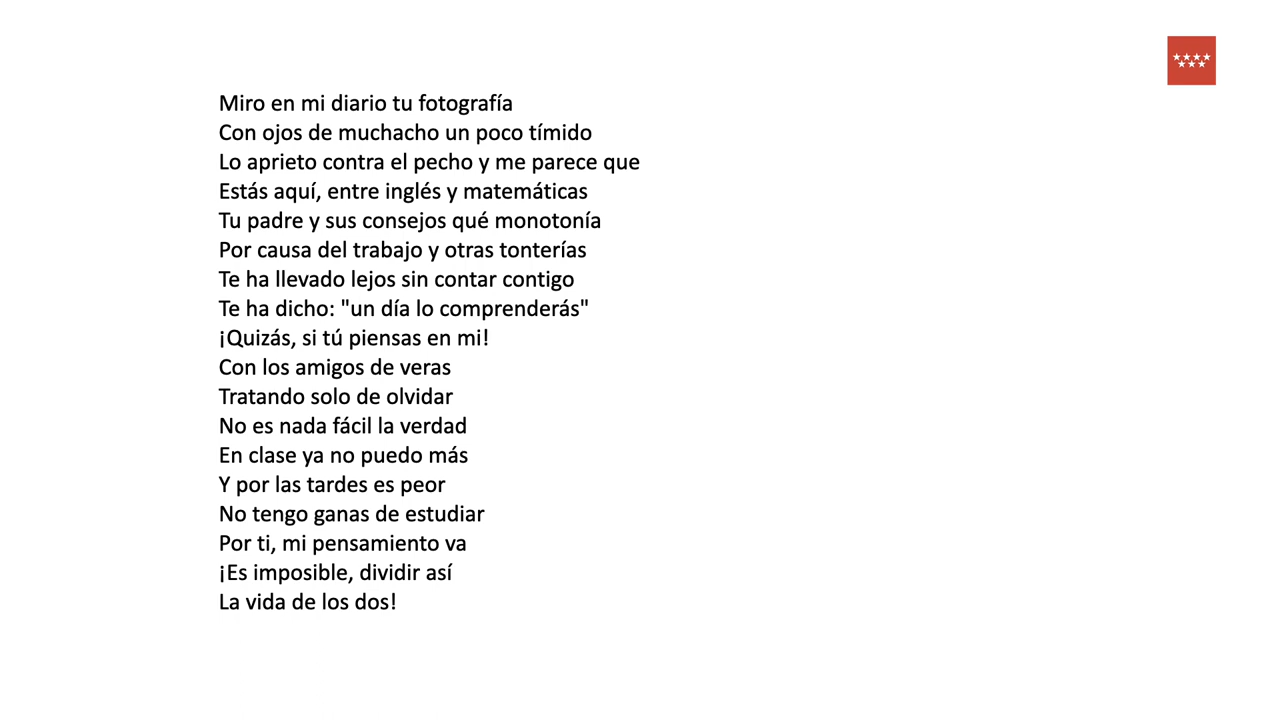 Miro en mi diario tu fotografía
Con ojos de muchacho un poco tímido
Lo aprieto contra el pecho y me parece que
Estás aquí, entre inglés y matemáticas
Tu padre y sus consejos qué monotonía
Por causa del trabajo y otras tonterías
Te ha llevado lejos sin contar contigo
Te ha dicho: "un día lo comprenderás"
¡Quizás, si tú piensas en mi!
Con los amigos de veras
Tratando solo de olvidar
No es nada fácil la verdad
En clase ya no puedo más
Y por las tardes es peor
No tengo ganas de estudiar
Por ti, mi pensamiento va
¡Es imposible, dividir así
La vida de los dos!